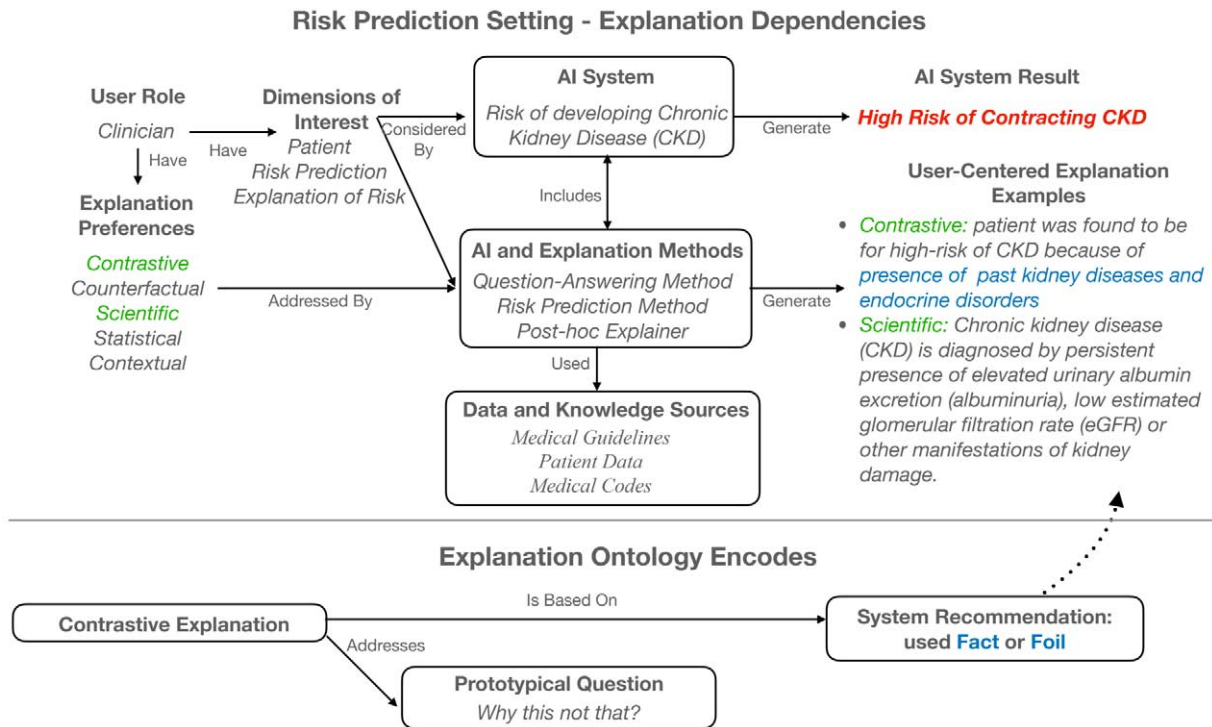 Risk Prediction Setting - Explanation Dependencies
User Role
Clinician
Have
Have
Explanation
Preferences
Contrastive
Counterfactual
Scientific
Statistical
Contextual
Dimensions of
Interest
Patient
Risk Prediction
Explanation of Risk
Considered
By
Addressed By
AI System
Risk of developing Chronic
Kidney Disease (CKD)
Includes
AI and Explanation Methods
Question-Answering Method
Risk Prediction Method
Post-hoc Explainer
Used
Data and Knowledge Sources
Medical Guidelines
Patient Data
Medical Codes
Generate
Generate
AI System Result
High Risk of Contracting CKD
User-Centered Explanation
Examples
• Contrastive: patient was found to be
for high-risk of CKD because of
presence of past kidney diseases and
endocrine disorders
• Scientific: Chronic kidney disease
(CKD) is diagnosed by persistent
presence of elevated urinary albumin
excretion (albuminuria), low estimated
glomerular filtration rate (eGFR) or
other manifestations of kidney
damage.
Explanation Ontology Encodes
Contrastive Explanation
Is Based On
Addresses
System Recommendation:
used Fact or Foil
Prototypical Question
Why this not that?